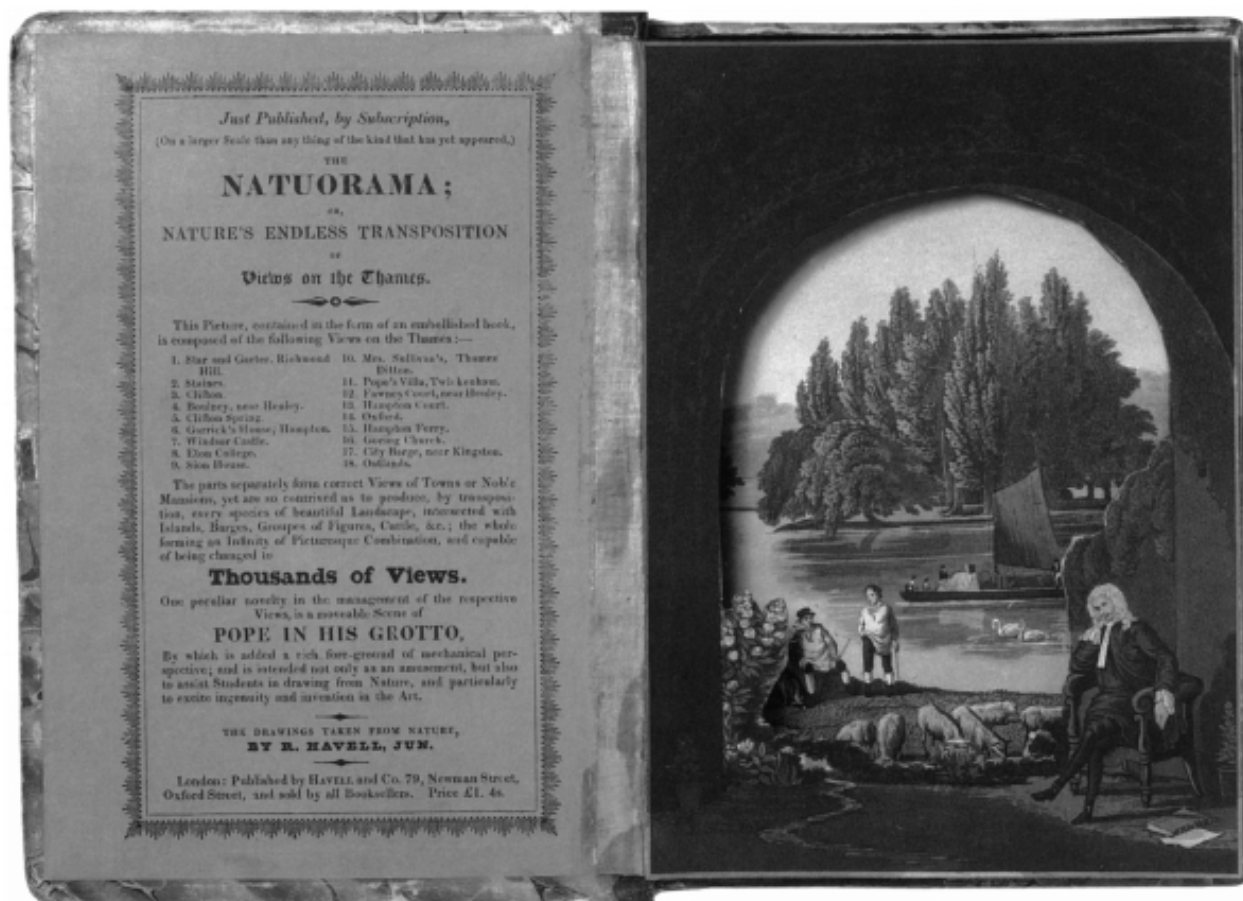 Just Published, by Subscription,
(On a larger Scale than any thing of the kind that has yet appeared,)
THE
NATUORAMA;
OR,
NATURE'S ENDLESS TRANSPOSITION
OF
Views on the Thames.
This Picture, contained in the form of an embellished book,
is composed of the following Views on the Thames:—
1. Star and Garter, Richmond
Hill.
2. Staines.
3. Clifton.
4. Boulney, near Henley.
5. Clifton Spring.
6. Garrick's House, Hampton.
7. Windsor Castle.
8. Eton College.
9. Sion House.
10. Mrs. Sullivan's, Thames
Ditton.
11. Pope's Villa, Twickenham.
12. Fawney Court, near Henley.
13. Hampton Court.
14. Oxford.
15. Hampton Ferry.
16. Goring Church.
17. City Barge, near Kingston.
18. Oatlands.
The parts separately form correct Views of Towns or Noble
Mansions, yet are so contrived as to produce, by transposi-
tion, every species of beautiful Landscape, intersected with
Islands, Barges, Groupes of Figures, Cattle, &c.; the whole
forming an Infinity of Picturesque Combination, and capable
of being changed in
Thousands of Views.
One peculiar novelty in the management of the respective
Views, is a moveable Scene of
POPE IN HIS GROTTO,
By which is added a rich fore-ground of mechanical per-
spective; and is intended not only as an amusement, but also
to assist Students in drawing from Nature, and particularly
to excite ingenuity and invention in the Art.
THE DRAWINGS TAKEN FROM NATURE,
BY R. HAVELL, JUN.
London: Published by HAVELL and Co. 79, Newman Street,
Oxford Street, and sold by all Booksellers. Price £1. 4s.